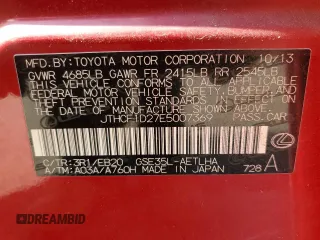 MFD. BY: TOYOTA MOTOR CORPORATION 10/13
GVWR 4685LB GAWR FR 2415LB RR 2545LB
THIS VEHICLE CONFORMS TO ALL APPLICABLE
FEDERAL MOTOR VEHICLE SAFETY, BUMPER, AND
THEFT PREVENTION STANDARDS IN EFFECT ON
THE DATE OF MANUFACTURE SHOWN ABOVE.
JTHCF1D27E5007369 PASS. CAR
C/TR:3R1/EB20 GSE35L-AETLHA
A/TM:A03A/A760H MADE IN JAPAN 728 A
DREAMBID